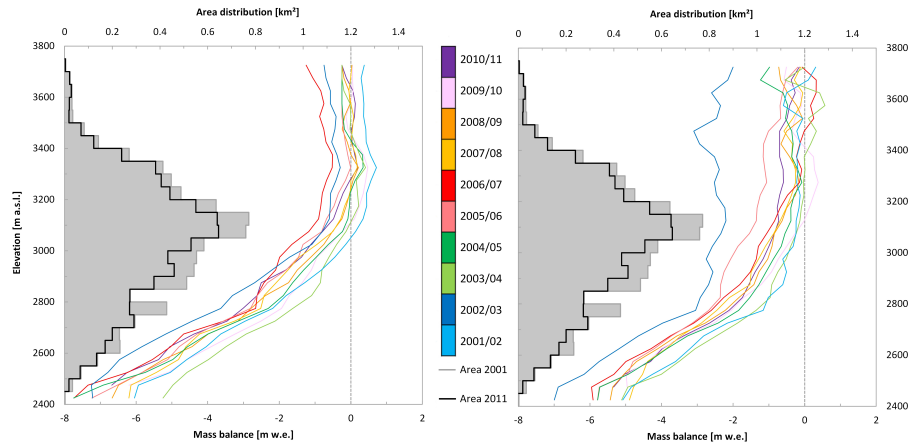 Area distribution [km²]
0 0.2 0.4 0.6 0.8 1 1.2 1.4
3800
3600
3400
3200
3000
2800
2600
2400
Elevation [m a.s.l.]
-8 -6 -4 -2 0 2
Mass balance [m w.e.]
2010/11
2009/10
2008/09
2007/08
2006/07
2005/06
2004/05
2003/04
2002/03
2001/02
Area 2001
Area 2011
Area distribution [km²]
0 0.2 0.4 0.6 0.8 1 1.2 1.4
3800
3600
3400
3200
3000
2800
2600
2400
-8 -6 -4 -2 0 2
Mass balance [m w.e.]